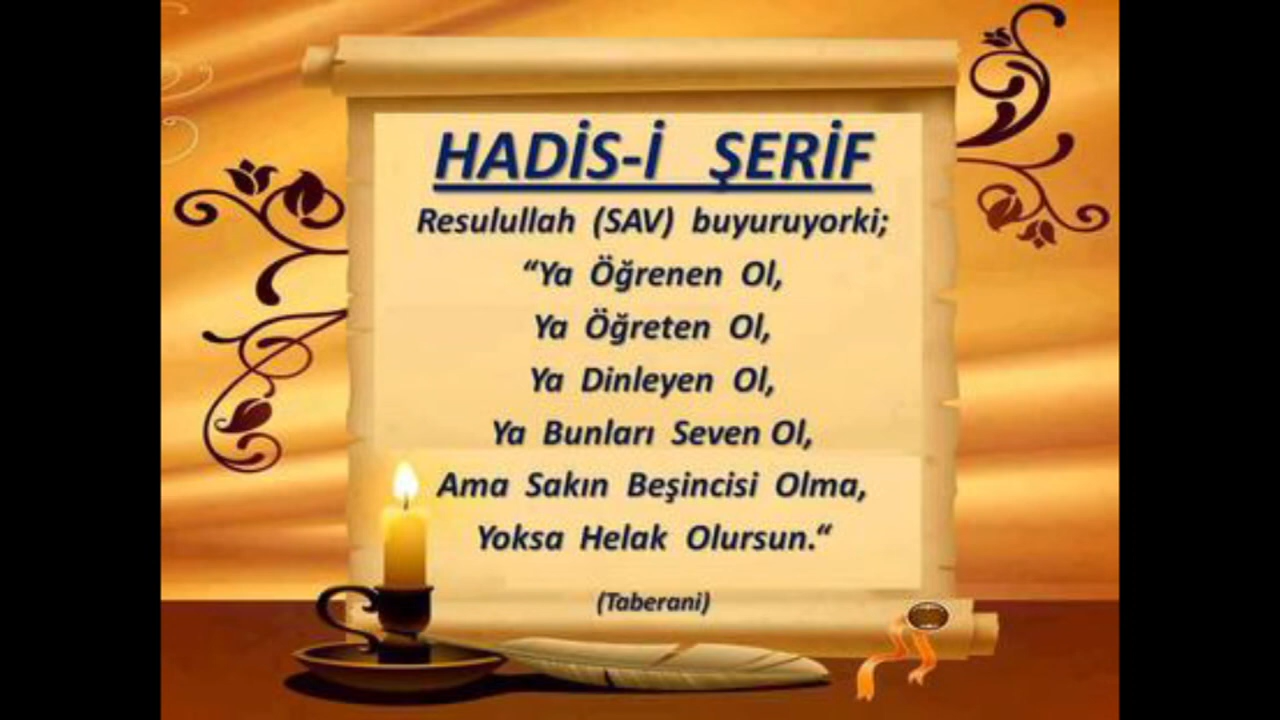 HADİS-İ ŞERİF
Resulullah (SAV) buyuruyorki;
“Ya Öğrenen Ol,
Ya Öğreten Ol,
Ya Dinleyen Ol,
Ya Bunları Seven Ol,
Ama Sakın Beşincisi Olma,
Yoksa Helak Olursun.“
(Taberani)